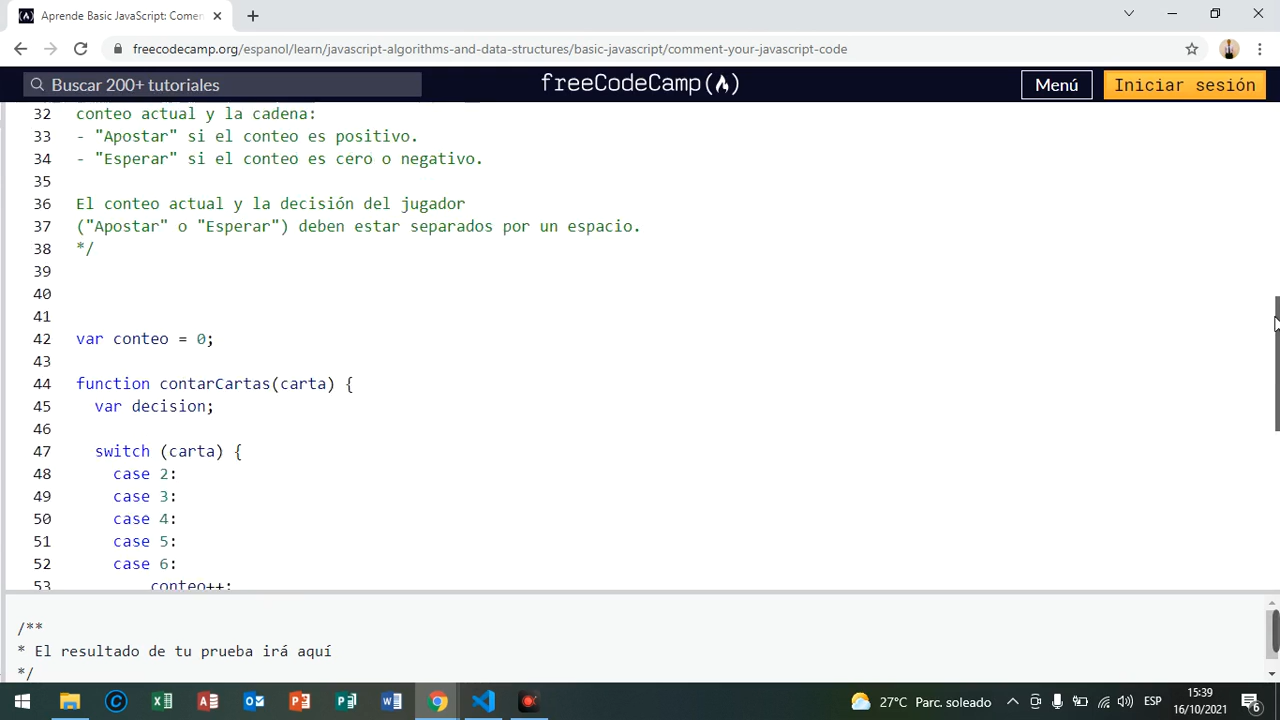 Aprende Basic JavaScript: Comen
freecodecamp.org/espanol/learn/javascript-algorithms-and-data-structures/basic-javascript/comment-your-javascript-code
Buscar 200+ tutoriales
freeCodeCamp
Menú
Iniciar sesión
32 conteo actual y la cadena:
33 - "Apostar" si el conteo es positivo.
34 - "Esperar" si el conteo es cero o negativo.
35
36 El conteo actual y la decisión del jugador
37 ("Apostar" o "Esperar") deben estar separados por un espacio.
38 */
39
40
41
42 var conteo = 0;
43
44 function contarCartas(carta) {
45 var decision;
46
47 switch (carta) {
48 case 2:
49 case 3:
50 case 4:
51 case 5:
52 case 6:
53 conteo++;
/**
* El resultado de tu prueba irá aquí
*/
27°C Parc. soleado
ESP
15:39
16/10/2021
6